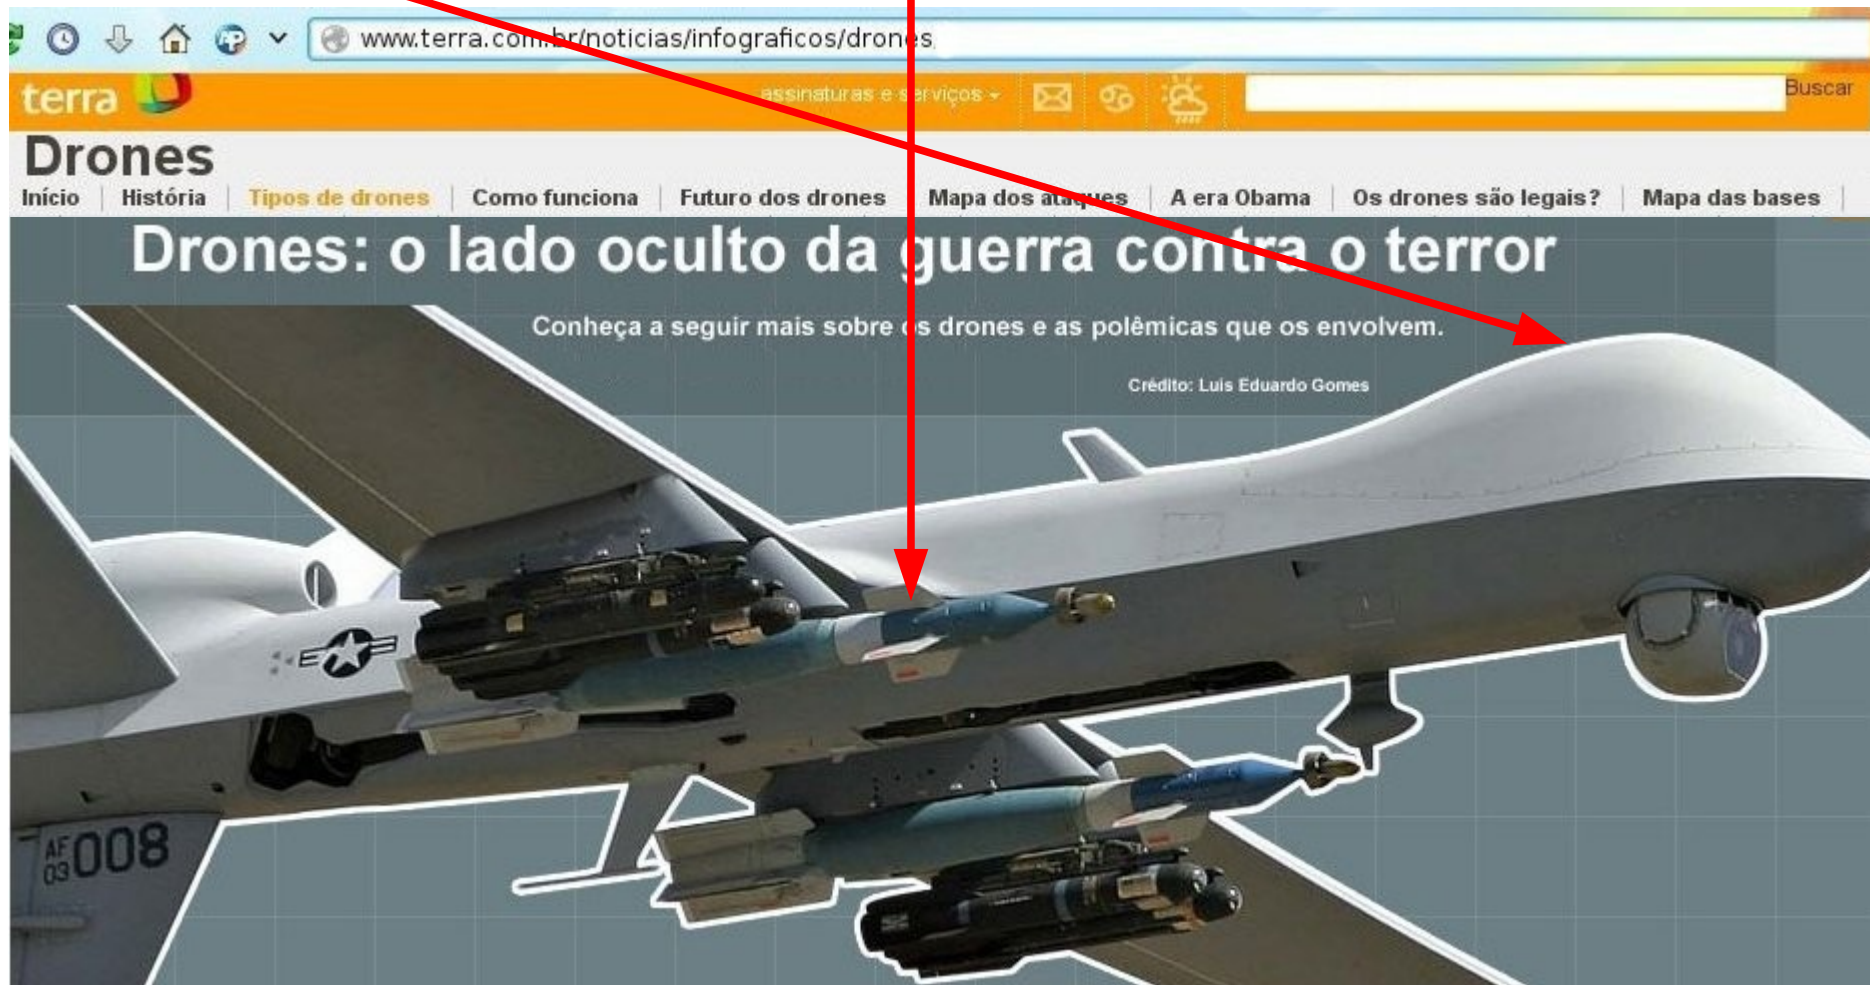 www.terra.com.br/noticias/infograficos/drones
terra
assinaturas e serviços
Buscar
Drones
Início | História | Tipos de drones | Como funciona | Futuro dos drones | Mapa dos ataques | A era Obama | Os drones são legais? | Mapa das bases |
Drones: o lado oculto da guerra contra o terror
Conheça a seguir mais sobre os drones e as polêmicas que os envolvem.
Crédito: Luis Eduardo Gomes
AF
03 008